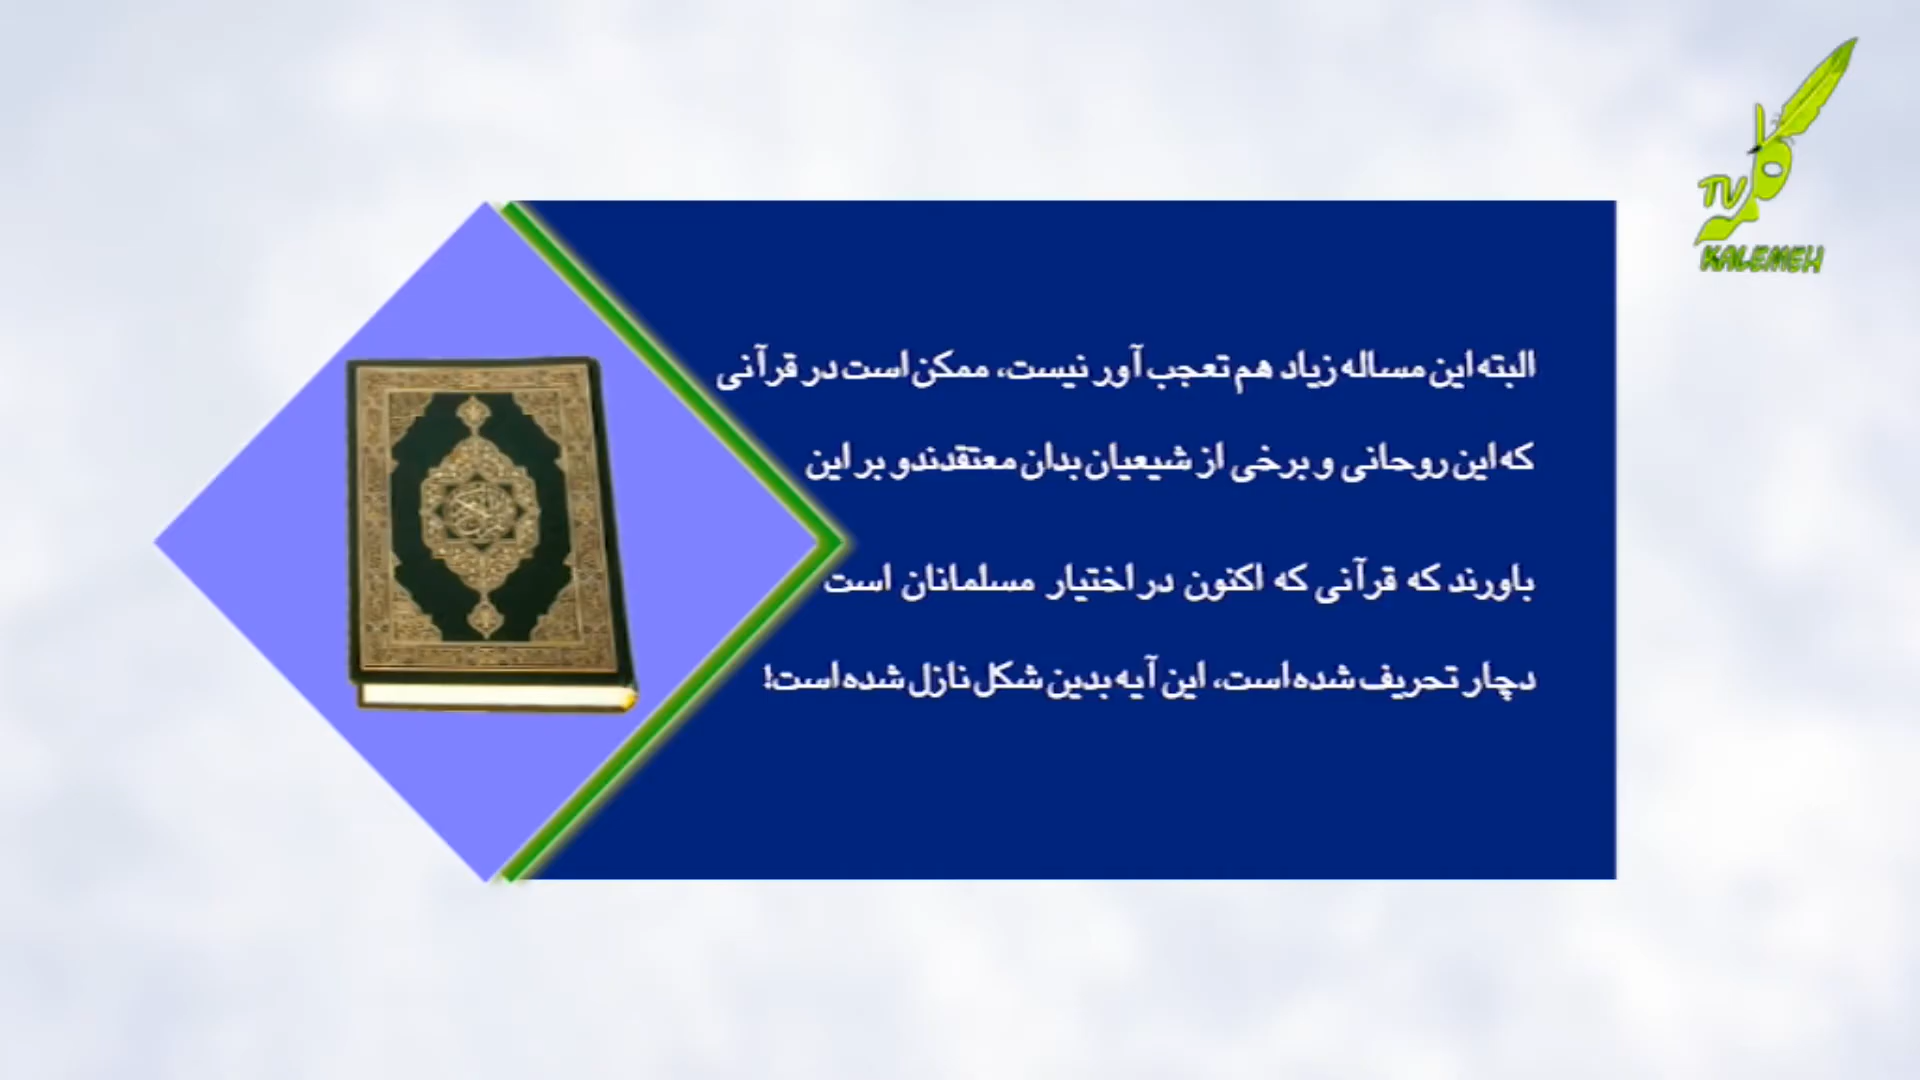 البته این مساله زیاد هم تعجب آور نیست، ممکن است در قرآنی
که این روحانی و برخی از شیعیان بدان معتقدندو بر این
باورند که قرآنی که اکنون در اختیار مسلمانان است
دچار تحریف شده است، این آیه بدین شکل نازل شده است!
TV
KALEMEH